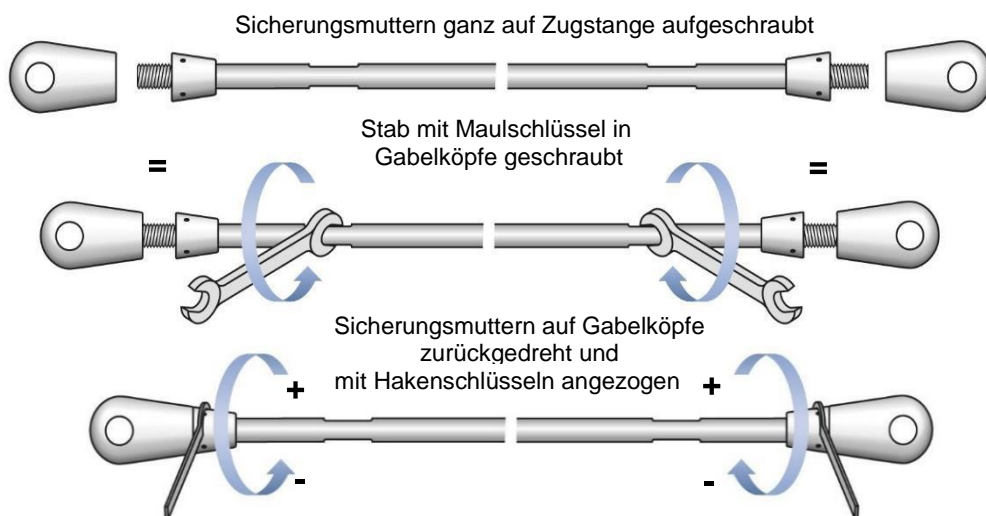 Sicherungsmuttern ganz auf Zugstange aufgeschraubt
Stab mit Maulschlüssel in
Gabelköpfe geschraubt
=
=
Sicherungsmuttern auf Gabelköpfe
zurückgedreht und
mit Hakenschlüsseln angezogen
+
+
-
-